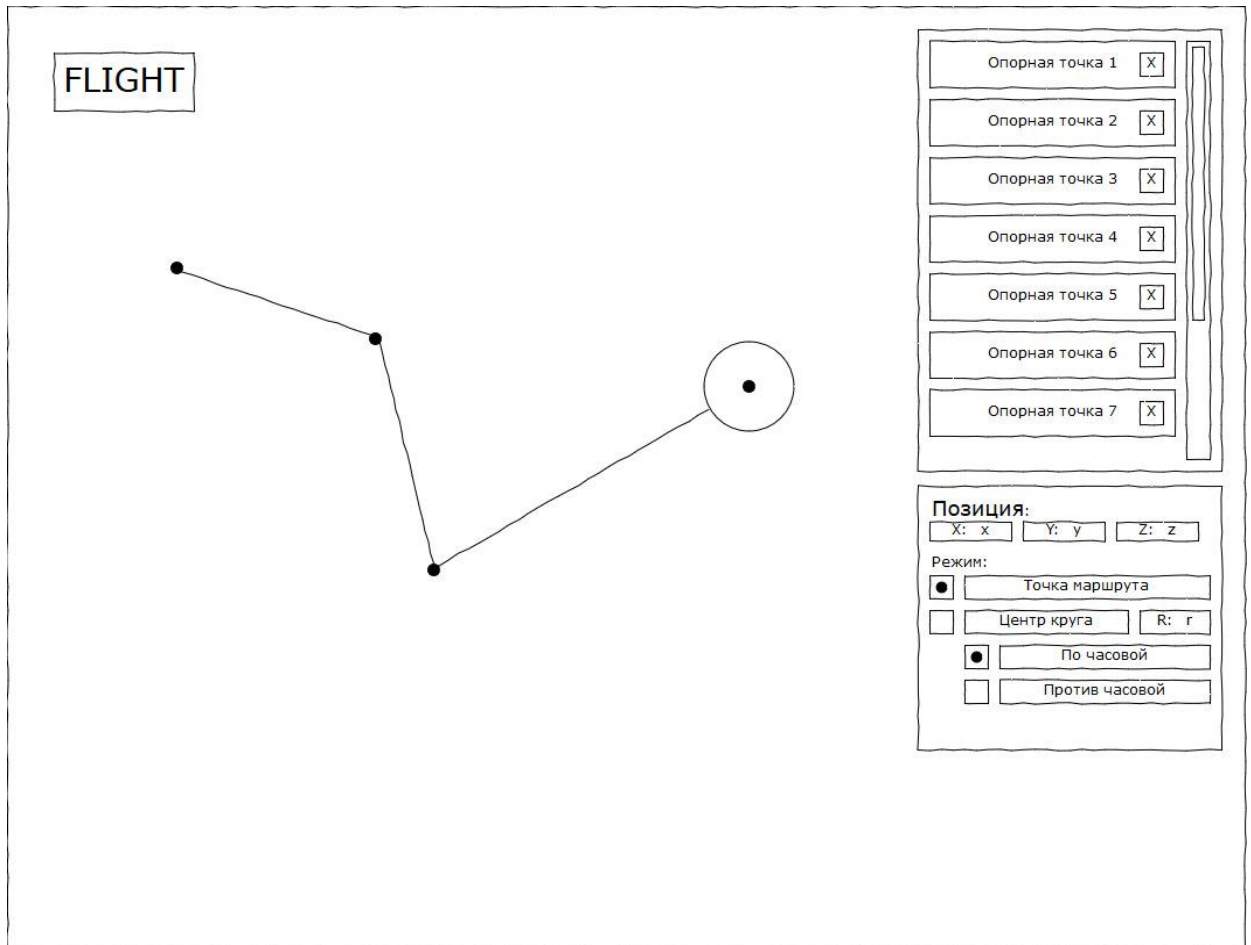 FLIGHT
Опорная точка 1 X
Опорная точка 2 X
Опорная точка 3 X
Опорная точка 4 X
Опорная точка 5 X
Опорная точка 6 X
Опорная точка 7 X
Позиция:
X: x Y: y Z: z
Режим:
Точка маршрута
Центр круга R: r
По часовой
Против часовой